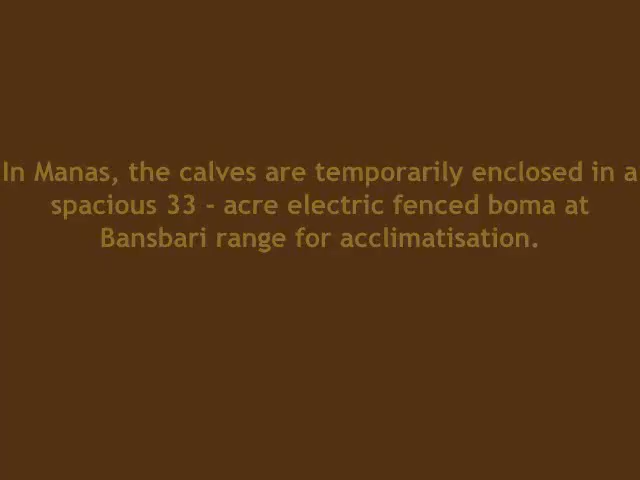 In Manas, the calves are temporarily enclosed in a
spacious 33 - acre electric fenced boma at
Bansbari range for acclimatisation.